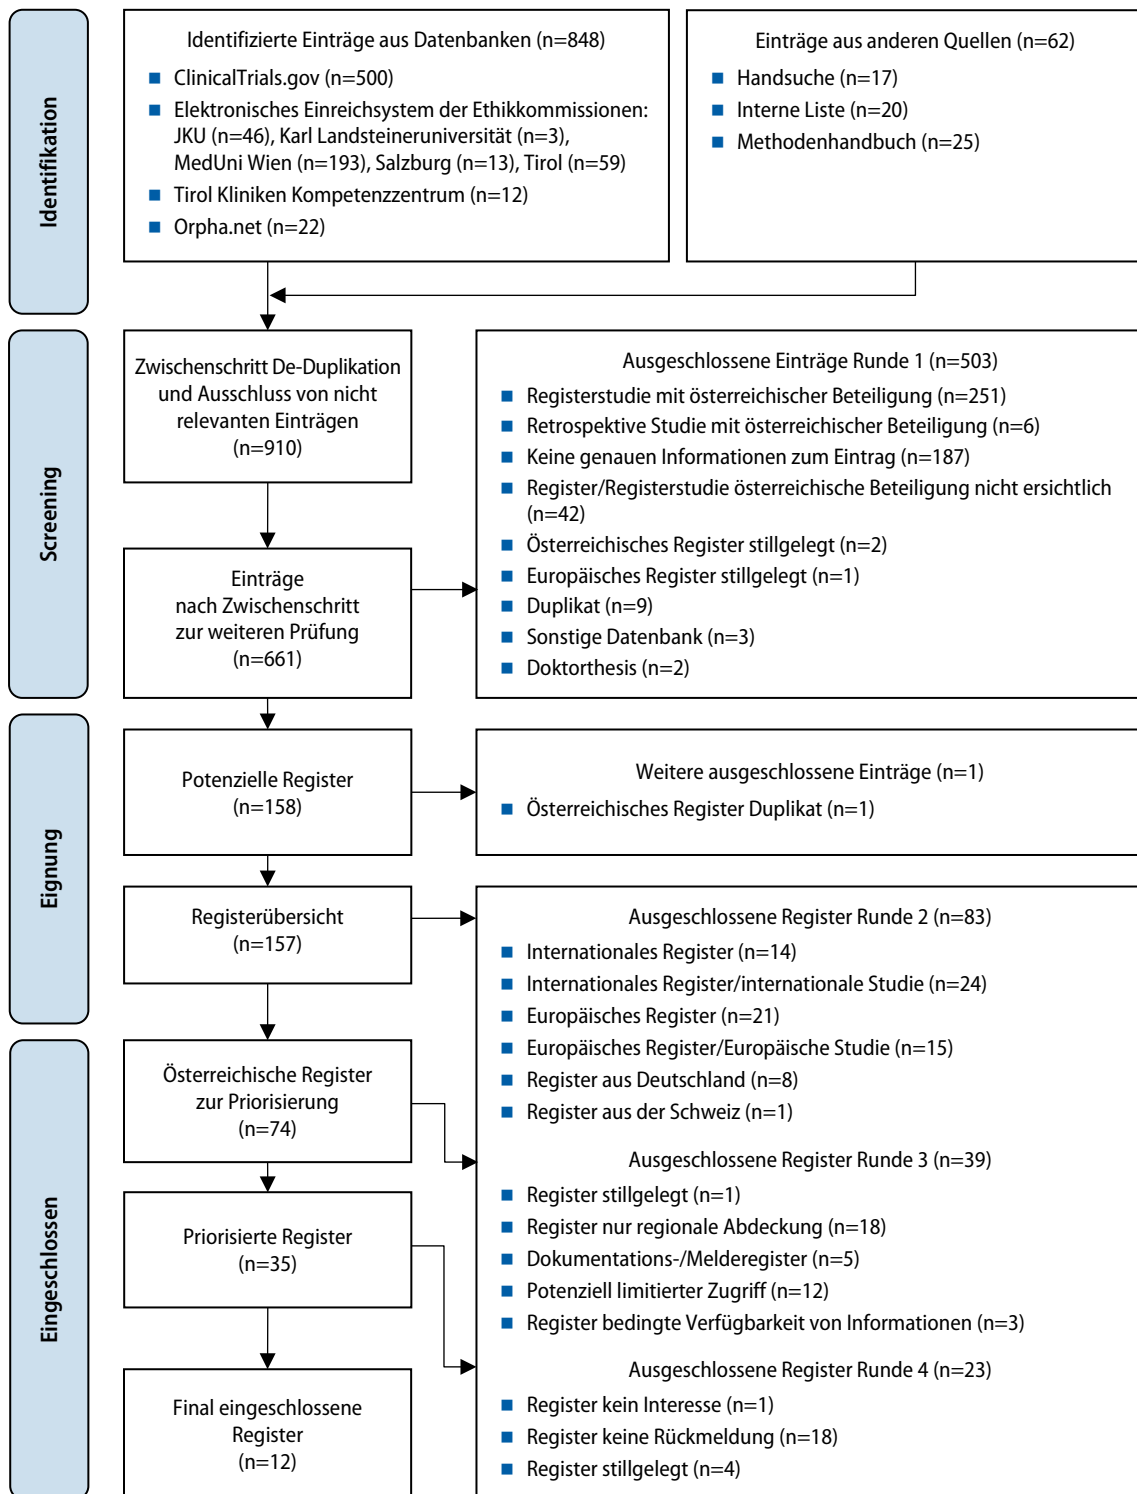 Identifikation
Identifizierte Einträge aus Datenbanken (n=848)
ClinicalTrials.gov (n=500)
Elektronisches Einreichsystem der Ethikkommissionen:
JKU (n=46), Karl Landsteineruniversität (n=3),
MedUni Wien (n=193), Salzburg (n=13), Tirol (n=59)
Tirol Kliniken Kompetenzzentrum (n=12)
Orpha.net (n=22)
Einträge aus anderen Quellen (n=62)
Handsuche (n=17)
Interne Liste (n=20)
Methodenhandbuch (n=25)
Screening
Zwischenschritt De-Duplikation
und Ausschluss von nicht
relevanten Einträgen
(n=910)
Einträge
nach Zwischenschritt
zur weiteren Prüfung
(n=661)
Ausgeschlossene Einträge Runde 1 (n=503)
Registerstudie mit österreichischer Beteiligung (n=251)
Retrospektive Studie mit österreichischer Beteiligung (n=6)
Keine genauen Informationen zum Eintrag (n=187)
Register/Registerstudie österreichische Beteiligung nicht ersichtlich
(n=42)
Österreichisches Register stillgelegt (n=2)
Europäisches Register stillgelegt (n=1)
Duplikat (n=9)
Sonstige Datenbank (n=3)
Doktorthesis (n=2)
Eignung
Potenzielle Register
(n=158)
Weitere ausgeschlossene Einträge (n=1)
Österreichisches Register Duplikat (n=1)
Registerübersicht
(n=157)
Ausgeschlossene Register Runde 2 (n=83)
Internationales Register (n=14)
Internationales Register/internationale Studie (n=24)
Europäisches Register (n=21)
Europäisches Register/Europäische Studie (n=15)
Register aus Deutschland (n=8)
Register aus der Schweiz (n=1)
Eingeschlossen
Österreichische Register
zur Priorisierung
(n=74)
Ausgeschlossene Register Runde 3 (n=39)
Register stillgelegt (n=1)
Register nur regionale Abdeckung (n=18)
Dokumentations-/Melderegister (n=5)
Potenziell limitierter Zugriff (n=12)
Register bedingte Verfügbarkeit von Informationen (n=3)
Priorisierte Register
(n=35)
Ausgeschlossene Register Runde 4 (n=23)
Register kein Interesse (n=1)
Register keine Rückmeldung (n=18)
Register stillgelegt (n=4)
Final eingeschlossene
Register
(n=12)